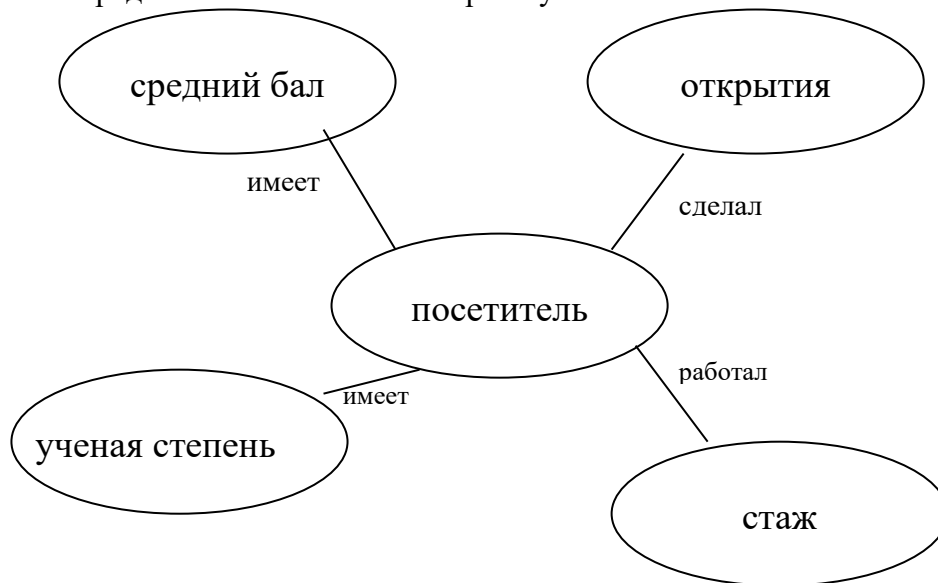 средний бал
открытия
имеет
сделал
посетитель
работал
имеет
ученая степень
стаж